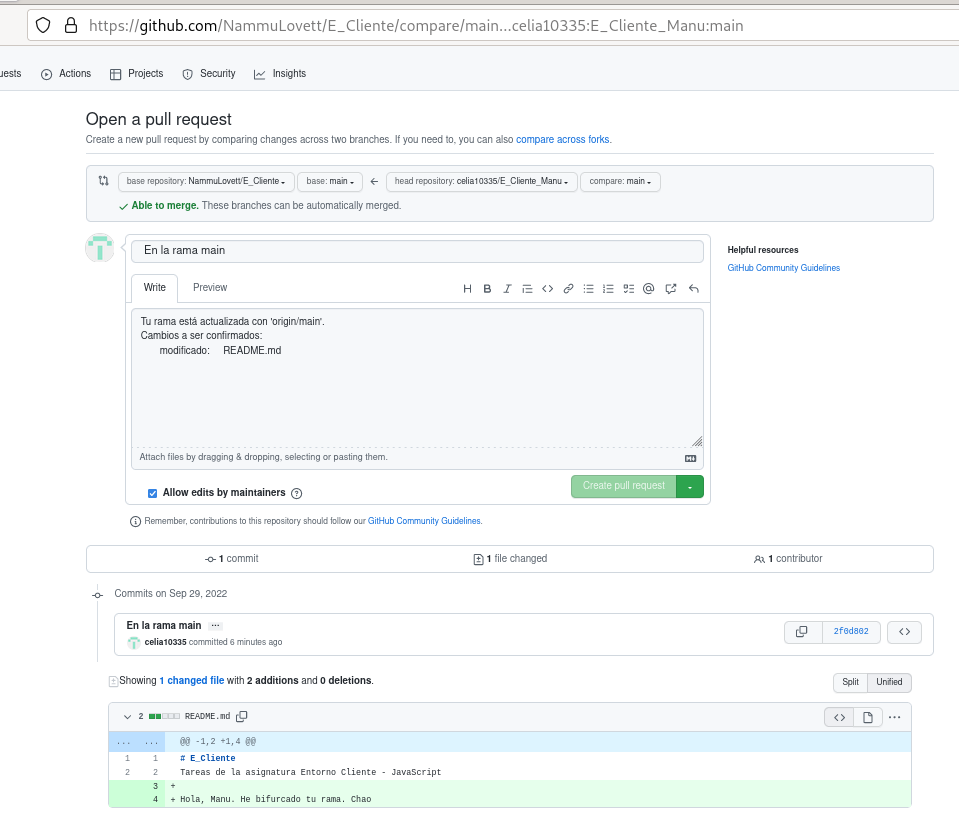 https://github.com/NammuLovett/E_Cliente/compare/main...celia10335:E_Cliente_Manu:main
uests Actions Projects Security Insights
Open a pull request
Create a new pull request by comparing changes across two branches. If you need to, you can also compare across forks.
base repository: NammuLovett/E_Cliente base: main ← head repository: celia10335/E_Cliente_Manu compare: main
Able to merge. These branches can be automatically merged.
En la rama main
Helpful resources
GitHub Community Guidelines
Write Preview
Tu rama está actualizada con 'origin/main'.
Cambios a ser confirmados:
modificado: README.md
Attach files by dragging & dropping, selecting or pasting them.
Allow edits by maintainers
Create pull request
Remember, contributions to this repository should follow our GitHub Community Guidelines.
1 commit 1 file changed 1 contributor
Commits on Sep 29, 2022
En la rama main ...
celia10335 committed 6 minutes ago
2f0d802
Showing 1 changed file with 2 additions and 0 deletions.
Split Unified
2 README.md
... ... @@ -1,2 +1,4 @@
1 1 # E_Cliente
2 2 Tareas de la asignatura Entorno Cliente - JavaScript
3 +
4 + Hola, Manu. He bifurcado tu rama. Chao